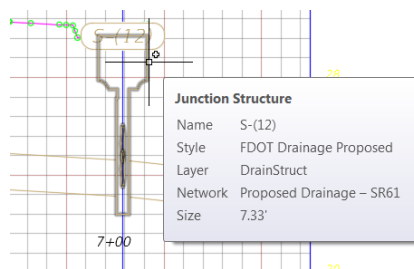 S-(12)
Junction Structure
Name S-(12)
Style FDOT Drainage Proposed
Layer DrainStruct
Network Proposed Drainage – SR61
Size 7.33'
7+00